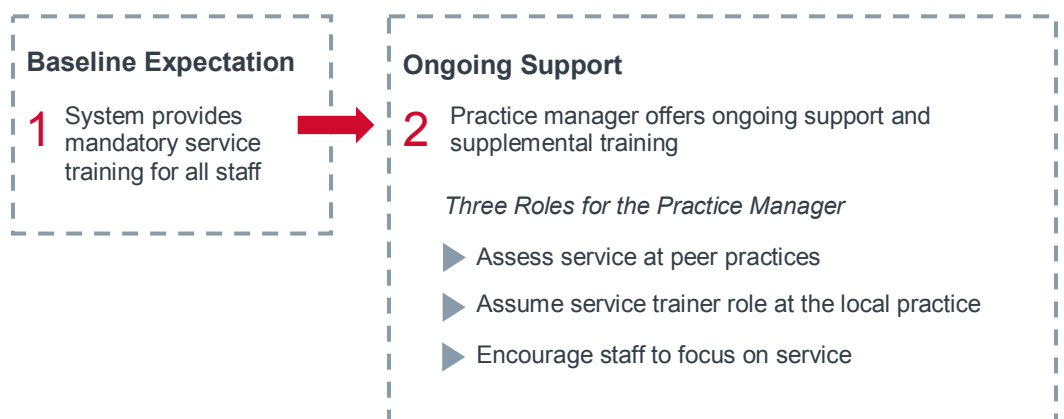 Baseline Expectation
1
System provides
mandatory service
training for all staff
Ongoing Support
2
Practice manager offers ongoing support and
supplemental training
Three Roles for the Practice Manager
Assess service at peer practices
Assume service trainer role at the local practice
Encourage staff to focus on service